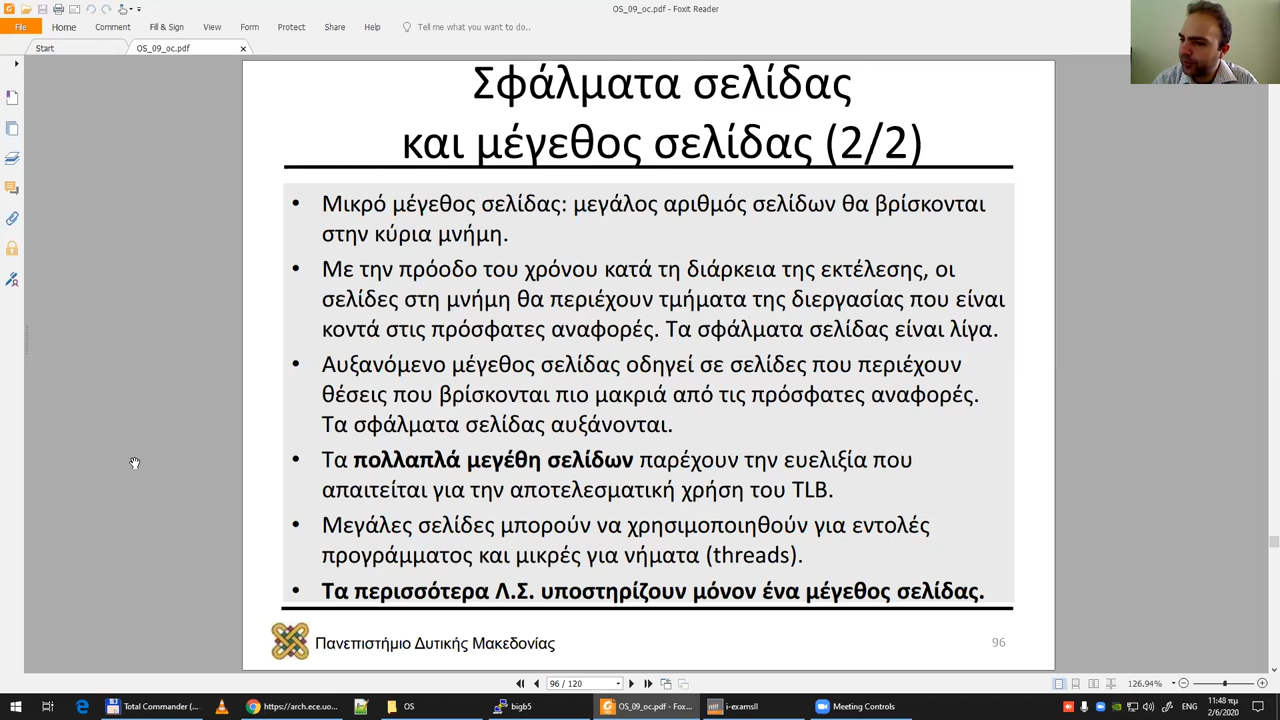 OS_09_oc.pdf - Foxit Reader
File Home Comment Fill & Sign View Form Protect Share Help Tell me what you want to do..
Start OS_09_oc.pdf
Σφάλματα σελίδας
και μέγεθος σελίδας (2/2)
• Μικρό μέγεθος σελίδας: μεγάλος αριθμός σελίδων θα βρίσκονται
στην κύρια μνήμη.
• Με την πρόοδο του χρόνου κατά τη διάρκεια της εκτέλεσης, οι
σελίδες στη μνήμη θα περιέχουν τμήματα της διεργασίας που είναι
κοντά στις πρόσφατες αναφορές. Τα σφάλματα σελίδας είναι λίγα.
• Αυξανόμενο μέγεθος σελίδας οδηγεί σε σελίδες που περιέχουν
θέσεις που βρίσκονται πιο μακριά από τις πρόσφατες αναφορές.
Τα σφάλματα σελίδας αυξάνονται.
• Τα πολλαπλά μεγέθη σελίδων παρέχουν την ευελιξία που
απαιτείται για την αποτελεσματική χρήση του TLB.
• Μεγάλες σελίδες μπορούν να χρησιμοποιηθούν για εντολές
προγράμματος και μικρές για νήματα (threads).
• Τα περισσότερα Λ.Σ. υποστηρίζουν μόνον ένα μέγεθος σελίδας.
Πανεπιστήμιο Δυτικής Μακεδονίας 96
96 / 120 126.94%
Total Commander (... https://arch.ece.uo... OS bigb5 OS_09_oc.pdf - Fox... i-examsll Meeting Controls 11:48 πμ
2/6/2020